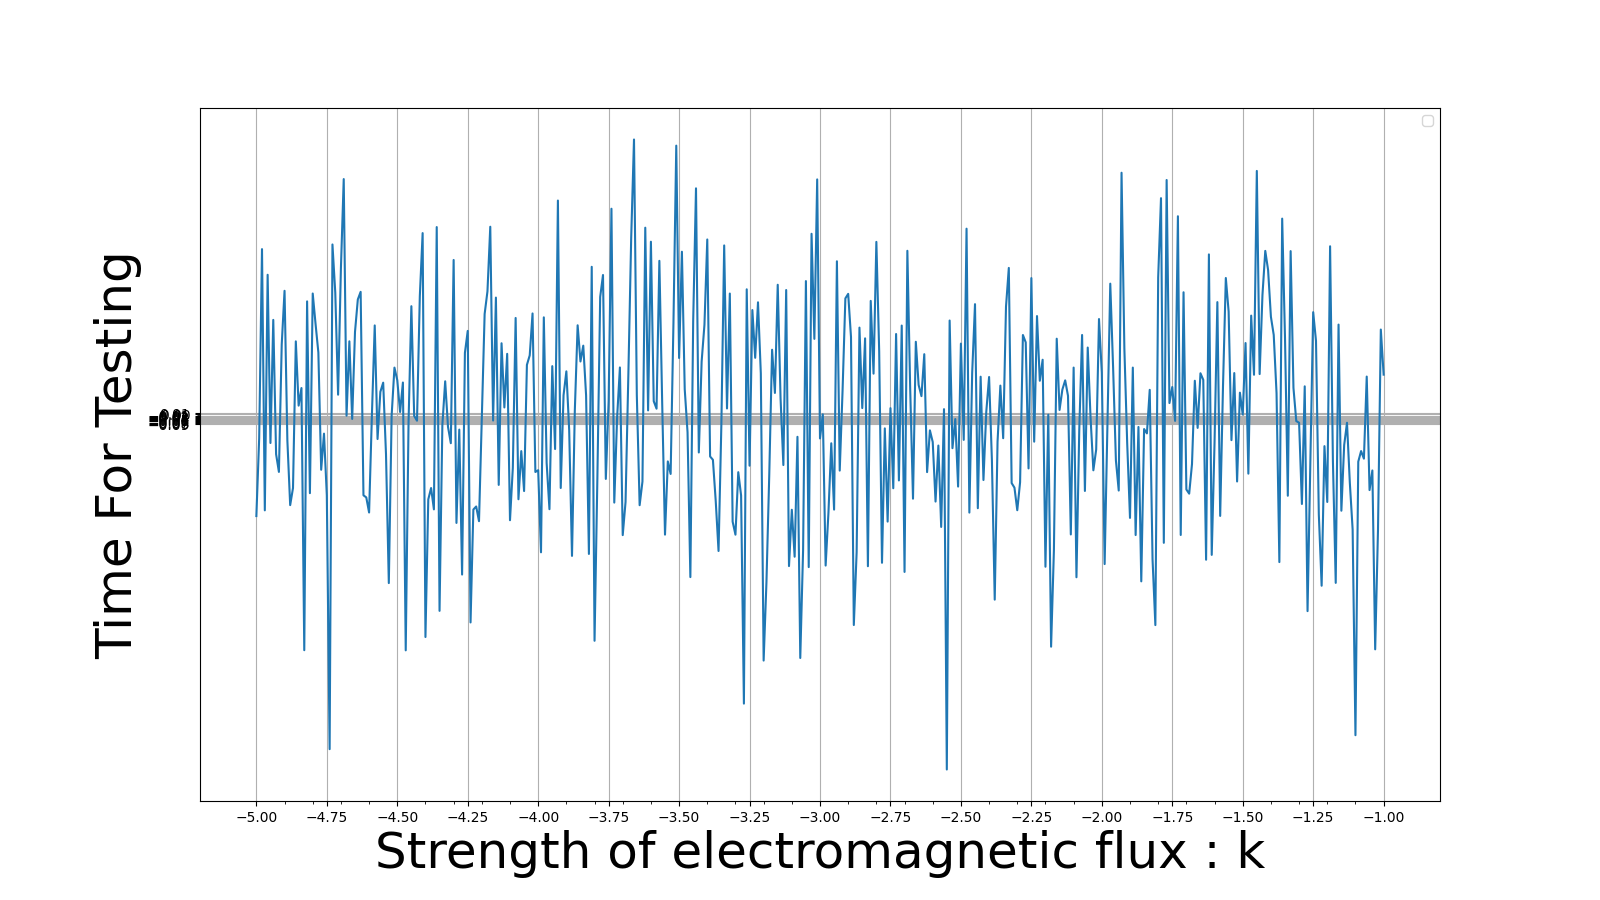 Time For Testing
−5.00 −4.75 −4.50 −4.25 −4.00 −3.75 −3.50 −3.25 −3.00 −2.75 −2.50 −2.25 −2.00 −1.75 −1.50 −1.25 −1.00
Strength of electromagnetic flux : k